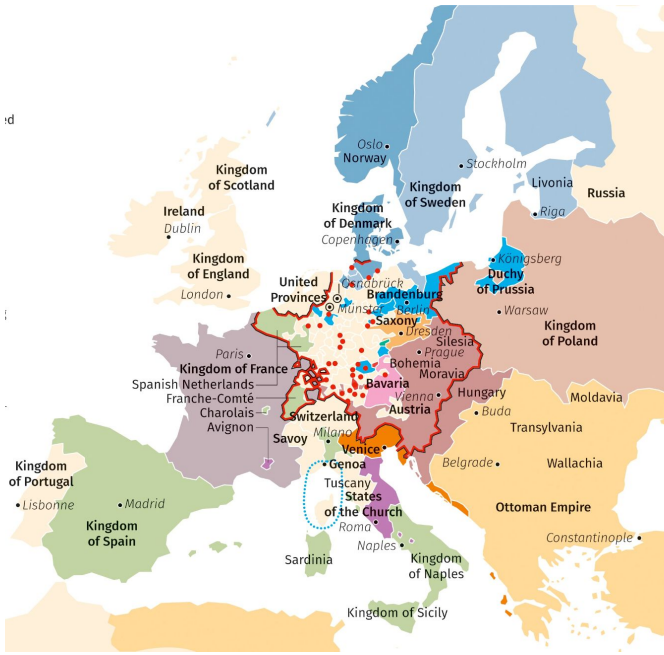 ed
Oslo
Norway
Stockholm
Kingdom
of Scotland
Kingdom
of Sweden
Livonia
Russia
Ireland
Dublin
Kingdom
of Denmark
Copenhagen
Riga
Kingdom
of England
London
United
Provinces
Osnabrück
Münster
Brandenburg
Berlin
Königsberg
Duchy
of Prussia
Warsaw
Kingdom
of Poland
Saxony
Dresden
Silesia
Paris
Kingdom of France
Spanish Netherlands
Franche-Comté
Charolais
Avignon
Prague
Bohemia
Moravia
Bavaria
Vienna
Austria
Hungary
Buda
Moldavia
Transylvania
Switzerland
Savoy
Milano
Venice
Genoa
Belgrade
Wallachia
Kingdom
of Portugal
Lisbonne
Madrid
Kingdom
of Spain
Tuscany
States
of the Church
Roma
Ottoman Empire
Constantinople
Naples
Kingdom
of Naples
Sardinia
Kingdom of Sicily